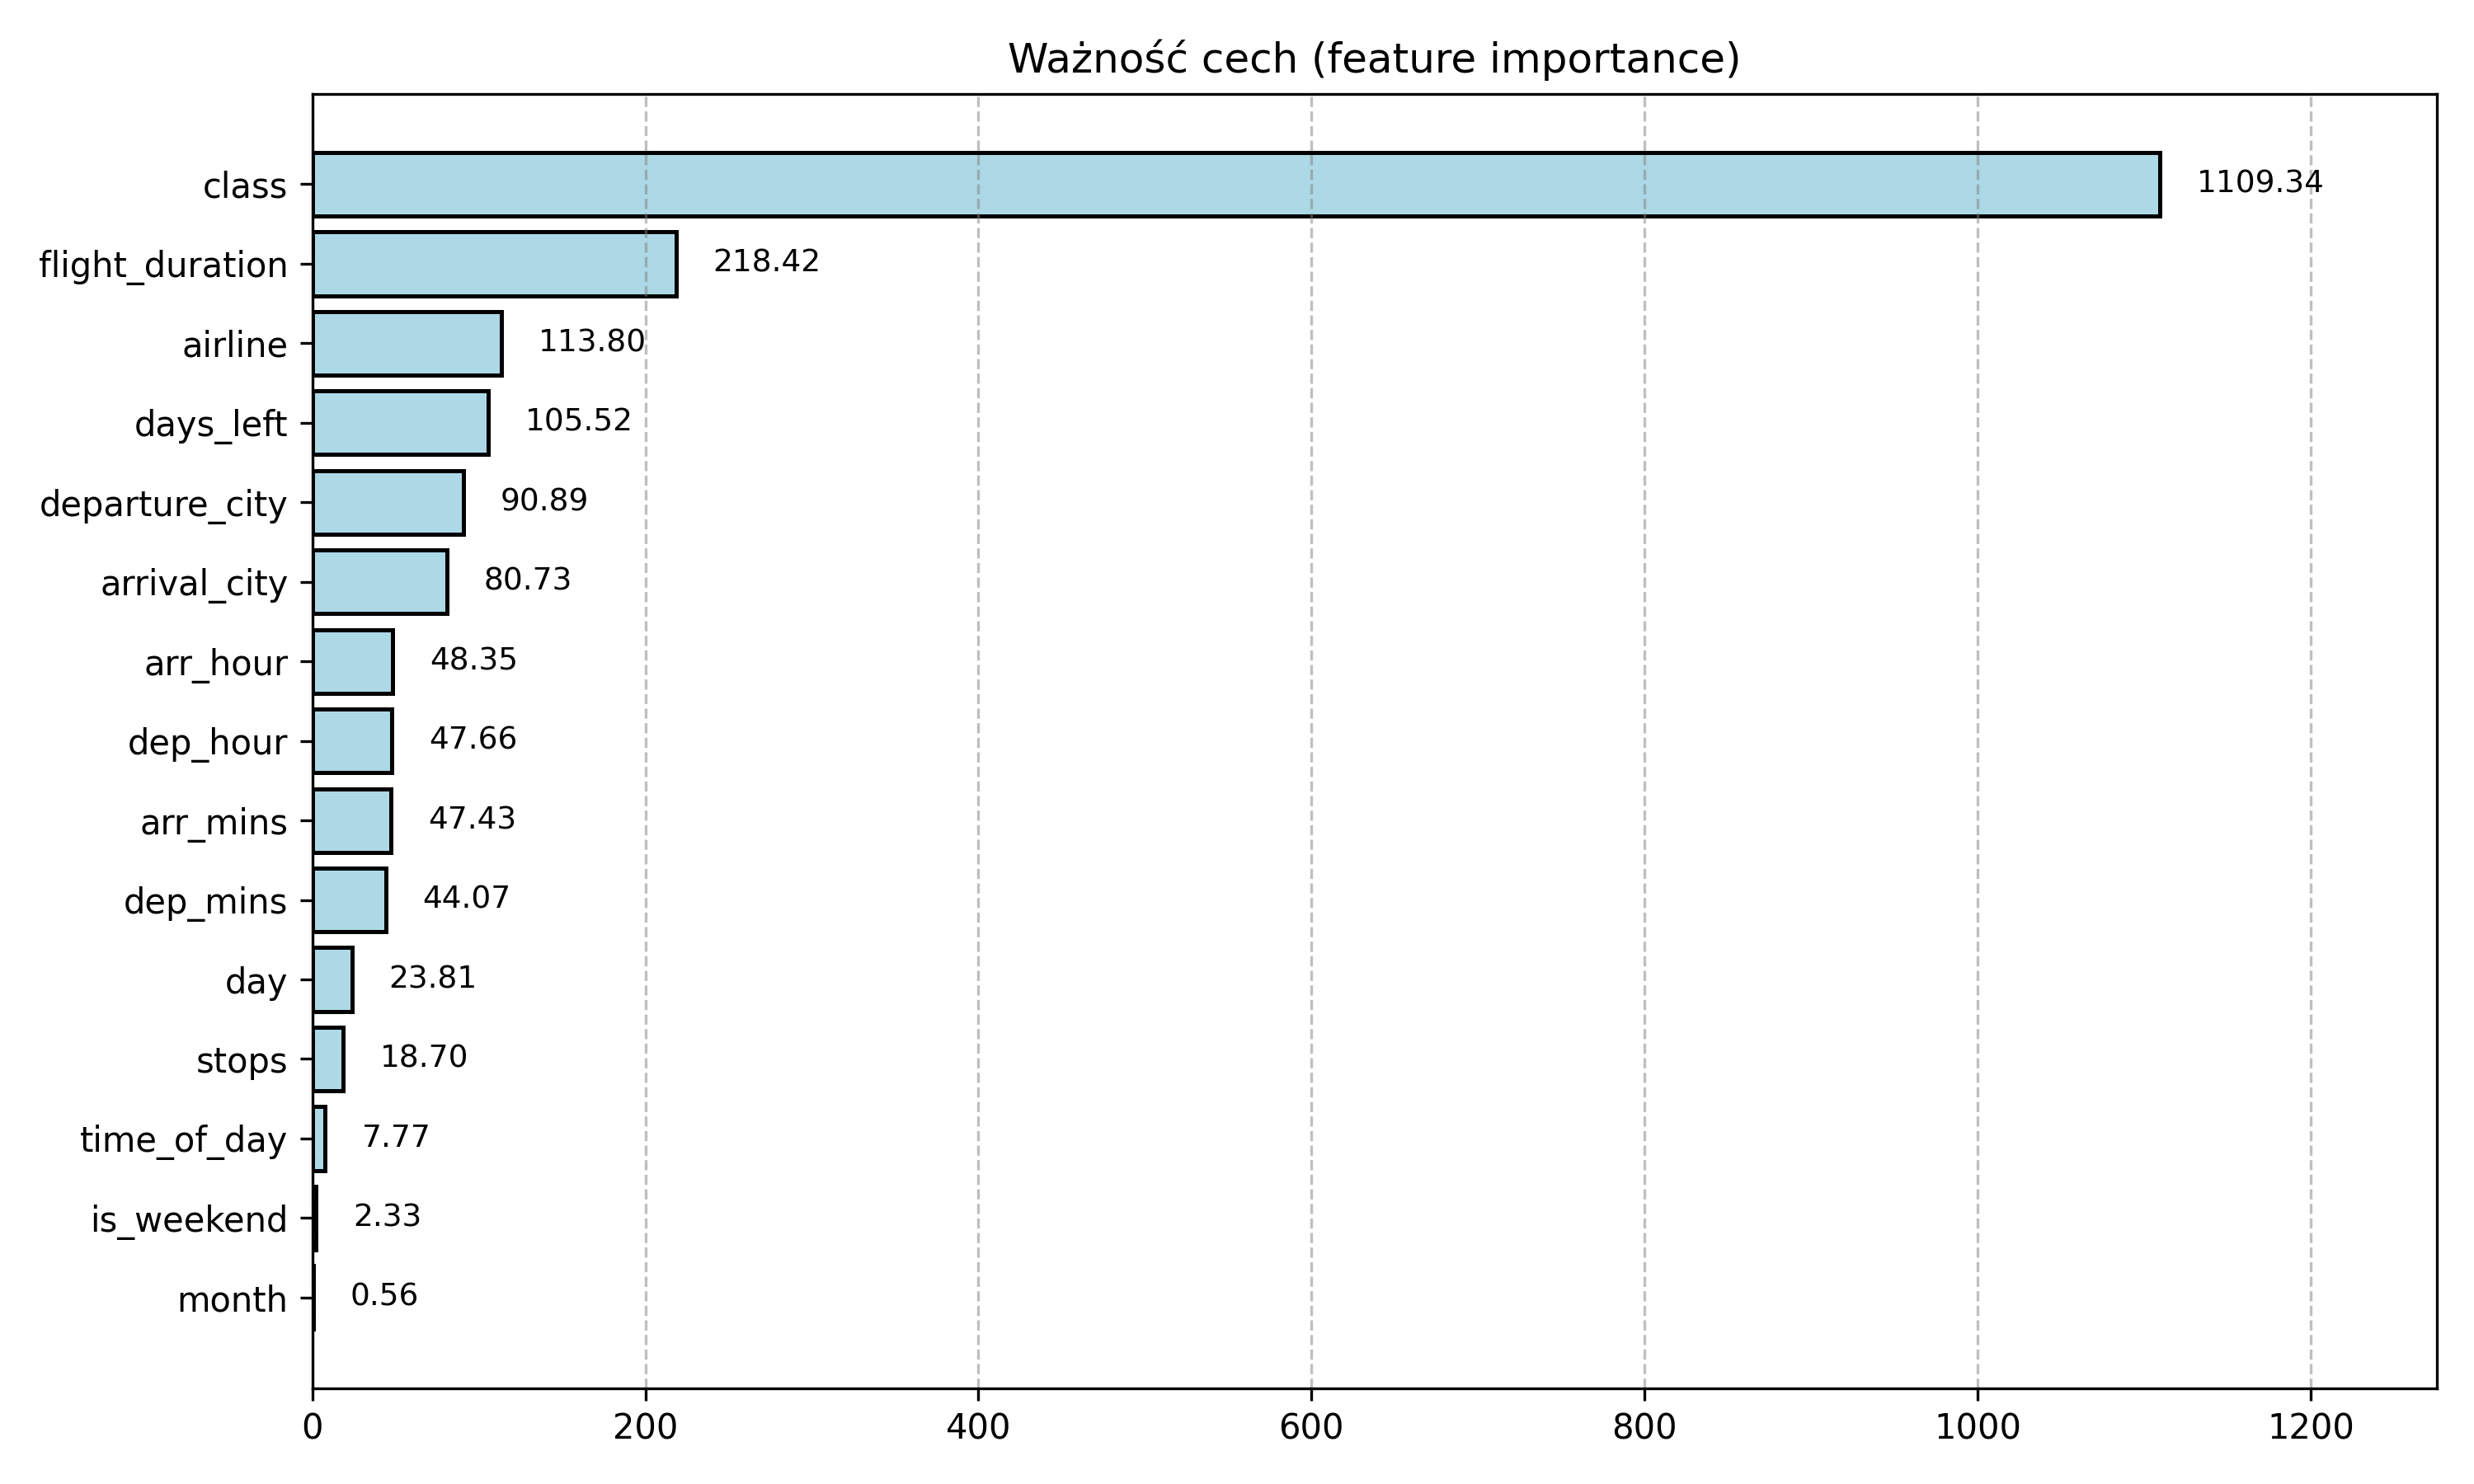 Ważność cech (feature importance)
class 1109.34
flight_duration 218.42
airline 113.80
days_left 105.52
departure_city 90.89
arrival_city 80.73
arr_hour 48.35
dep_hour 47.66
arr_mins 47.43
dep_mins 44.07
day 23.81
stops 18.70
time_of_day 7.77
is_weekend 2.33
month 0.56
0 200 400 600 800 1000 1200